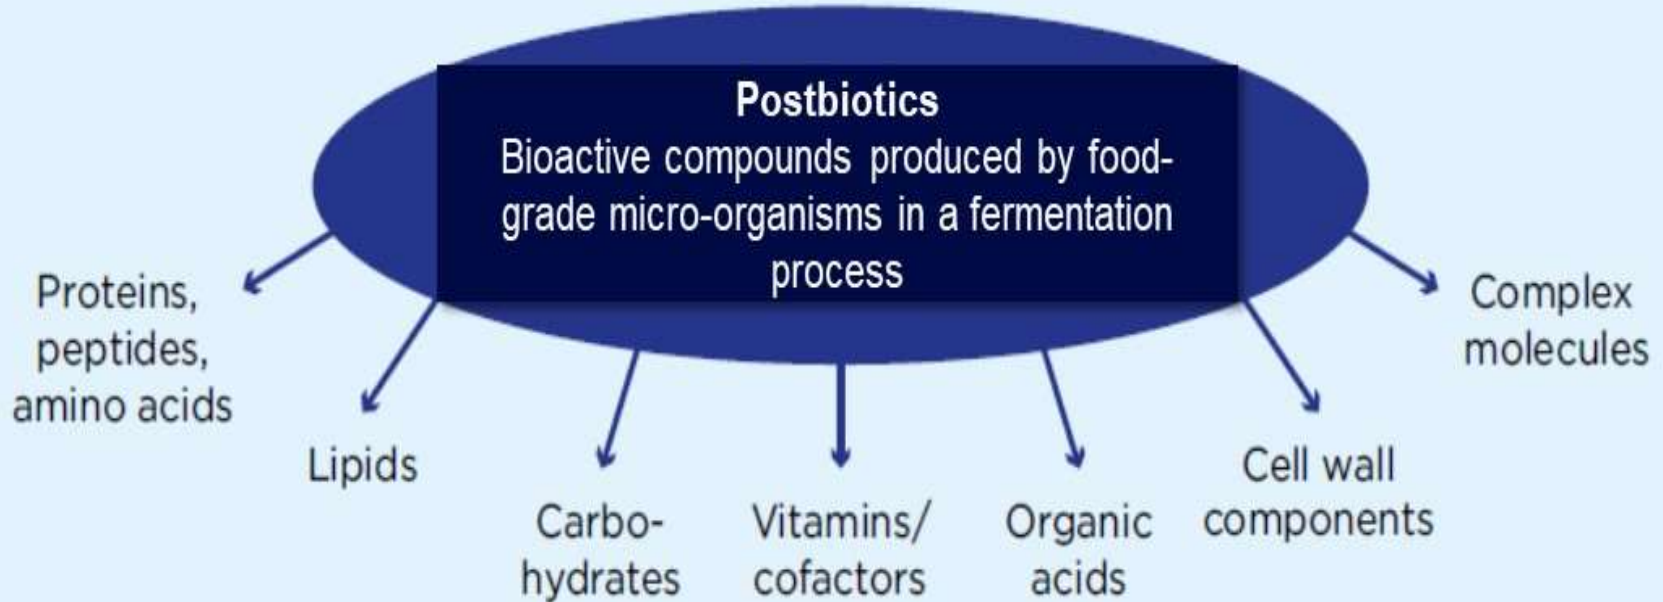 Postbiotics
Bioactive compounds produced by food-
grade micro-organisms in a fermentation
process
Proteins,
peptides,
amino acids
Lipids
Carbo-
hydrates
Vitamins/
cofactors
Organic
acids
Cell wall
components
Complex
molecules